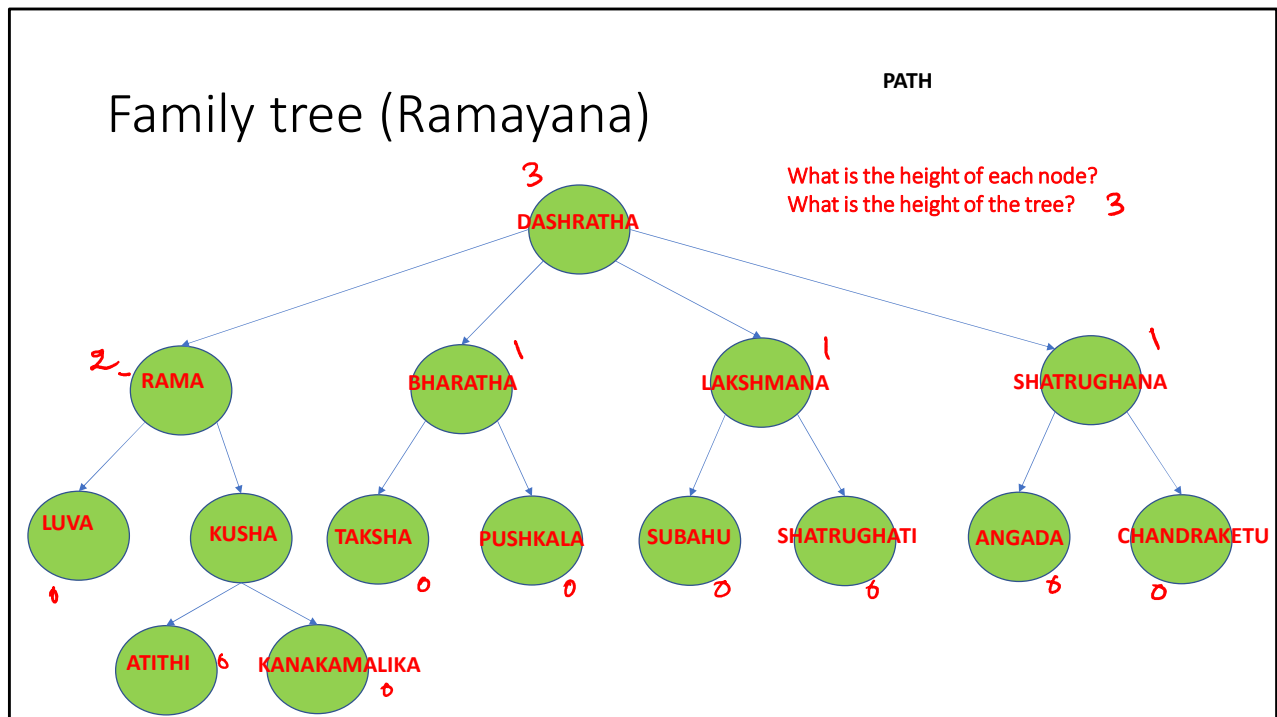 PATH
Family tree (Ramayana)
What is the height of each node?
What is the height of the tree? 3
3
DASHRATHA
2
RAMA
1
BHARATHA
1
LAKSHMANA
1
SHATRUGHANA
LUVA
0
KUSHA
TAKSHA
0
PUSHKALA
0
SUBAHU
0
SHATRUGHATI
0
ANGADA
0
CHANDRAKETU
0
ATITHI 0
KANAKAMALIKA
0